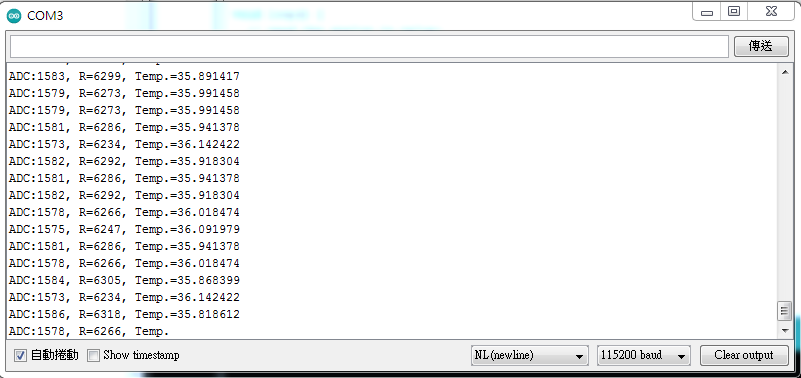 COM3
傳送
ADC:1583, R=6299, Temp.=35.891417
ADC:1579, R=6273, Temp.=35.991458
ADC:1579, R=6273, Temp.=35.991458
ADC:1581, R=6286, Temp.=35.941378
ADC:1573, R=6234, Temp.=36.142422
ADC:1582, R=6292, Temp.=35.918304
ADC:1581, R=6286, Temp.=35.941378
ADC:1582, R=6292, Temp.=35.918304
ADC:1578, R=6266, Temp.=36.018474
ADC:1575, R=6247, Temp.=36.091979
ADC:1581, R=6286, Temp.=35.941378
ADC:1578, R=6266, Temp.=36.018474
ADC:1584, R=6305, Temp.=35.868399
ADC:1573, R=6234, Temp.=36.142422
ADC:1586, R=6318, Temp.=35.818612
ADC:1578, R=6266, Temp.
自動捲動 Show timestamp NL(newline) 115200 baud Clear output